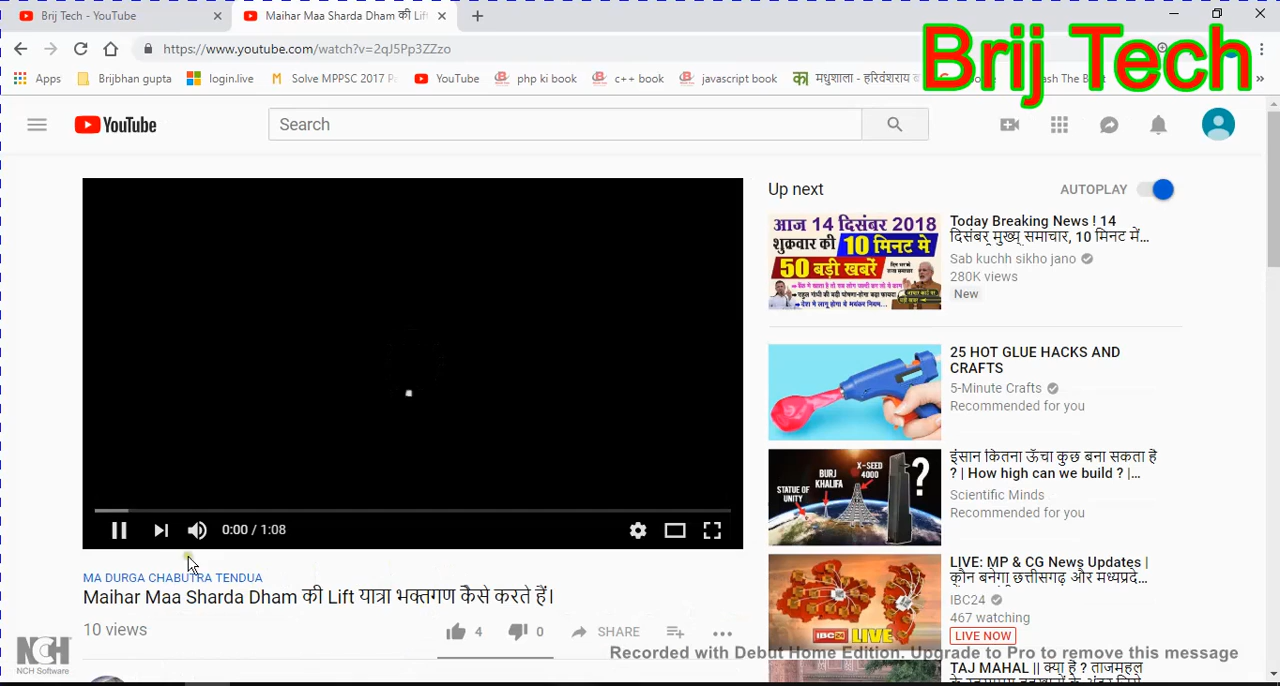 Brij Tech - YouTube
Maihar Maa Sharda Dham की Lif
Brij Tech
https://www.youtube.com/watch?v=2qJ5Pp3ZZzo
Apps
Brijbhan gupta
login.live
Solve MPPSC 2017 P
YouTube
php ki book
c++ book
javascript book
मधुशाला - हरिवंशराय ब
YouTube
Search
Up next
AUTOPLAY
आज 14 दिसंबर 2018
शुक्रवार की 10 मिनट मे
50 बड़ी खबरें
Today Breaking News ! 14
दिसंबर मुख्य समाचार, 10 मिनट में...
Sab kuchh sikho jano
280K views
New
25 HOT GLUE HACKS AND
CRAFTS
5-Minute Crafts
Recommended for you
STATUE OF
UNITY
BURJ
KHALIFA
X-SEED
4000
?
इंसान कितना ऊँचा कुछ बना सकता है
? | How high can we build ? |...
Scientific Minds
Recommended for you
0:00 / 1:08
IBC24 LIVE
LIVE: MP & CG News Updates |
कौन बनेगा छत्तीसगढ़ और मध्यप्रदे...
IBC24
467 watching
LIVE NOW
MA DURGA CHABUTRA TENDUA
Maihar Maa Sharda Dham की Lift यात्रा भक्तगण कैसे करते हैं।
10 views
4
0
SHARE
TAJ MAHAL || क्या है ? ताजमहल
NCH
NCH Software
Recorded with Debut Home Edition. Upgrade to Pro to remove this message